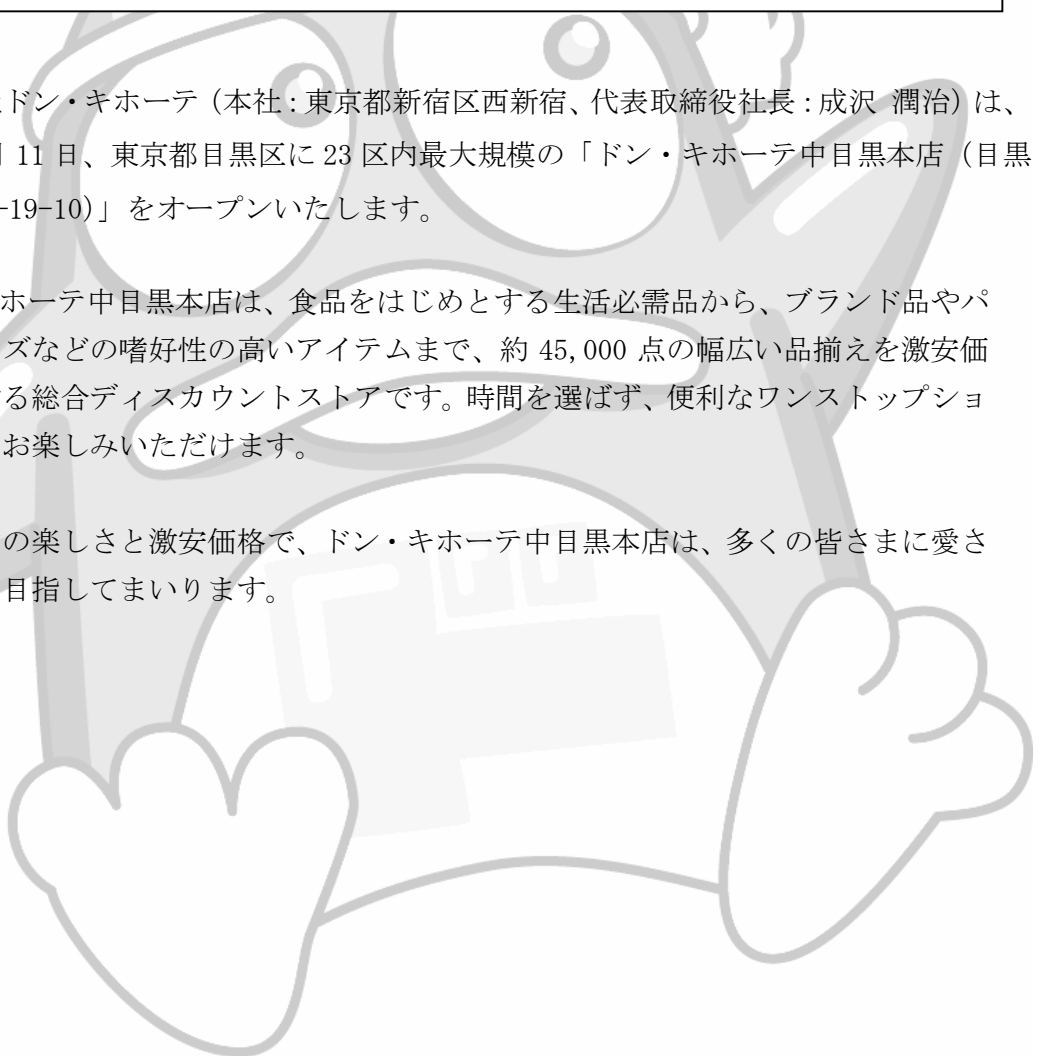 ドン・キホーテ（本社：東京都新宿区西新宿、代表取締役社長：成沢 潤治）は、
11 日、東京都目黒区に 23 区内最大規模の「ドン・キホーテ中目黒本店（目黒
-19-10)」をオープンいたします。
ホーテ中目黒本店は、食品をはじめとする生活必需品から、ブランド品やパ
ズなどの嗜好性の高いアイテムまで、約 45,000 点の幅広い品揃えを激安価
る総合ディスカウントストアです。時間を選ばず、便利なワンストップショ
お楽しみいただけます。
の楽しさと激安価格で、ドン・キホーテ中目黒本店は、多くの皆さまに愛さ
目指してまいります。